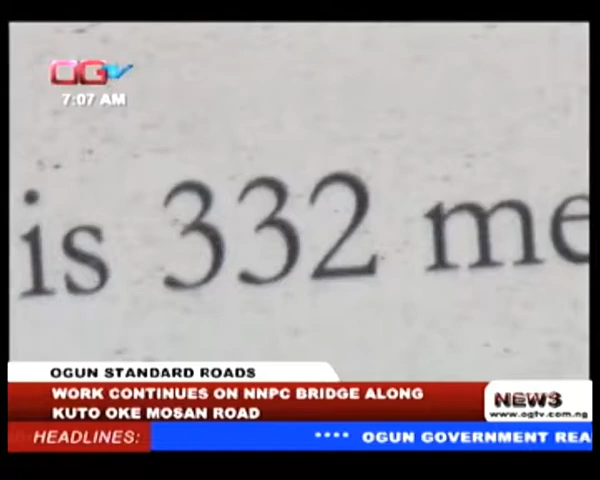 OGTV
7:07 AM
is 332 me
OGUN STANDARD ROADS
WORK CONTINUES ON NNPC BRIDGE ALONG
KUTO OKE MOSAN ROAD
NEWS
www.ogtv.com.ng
HEADLINES:
**** OGUN GOVERNMENT REA